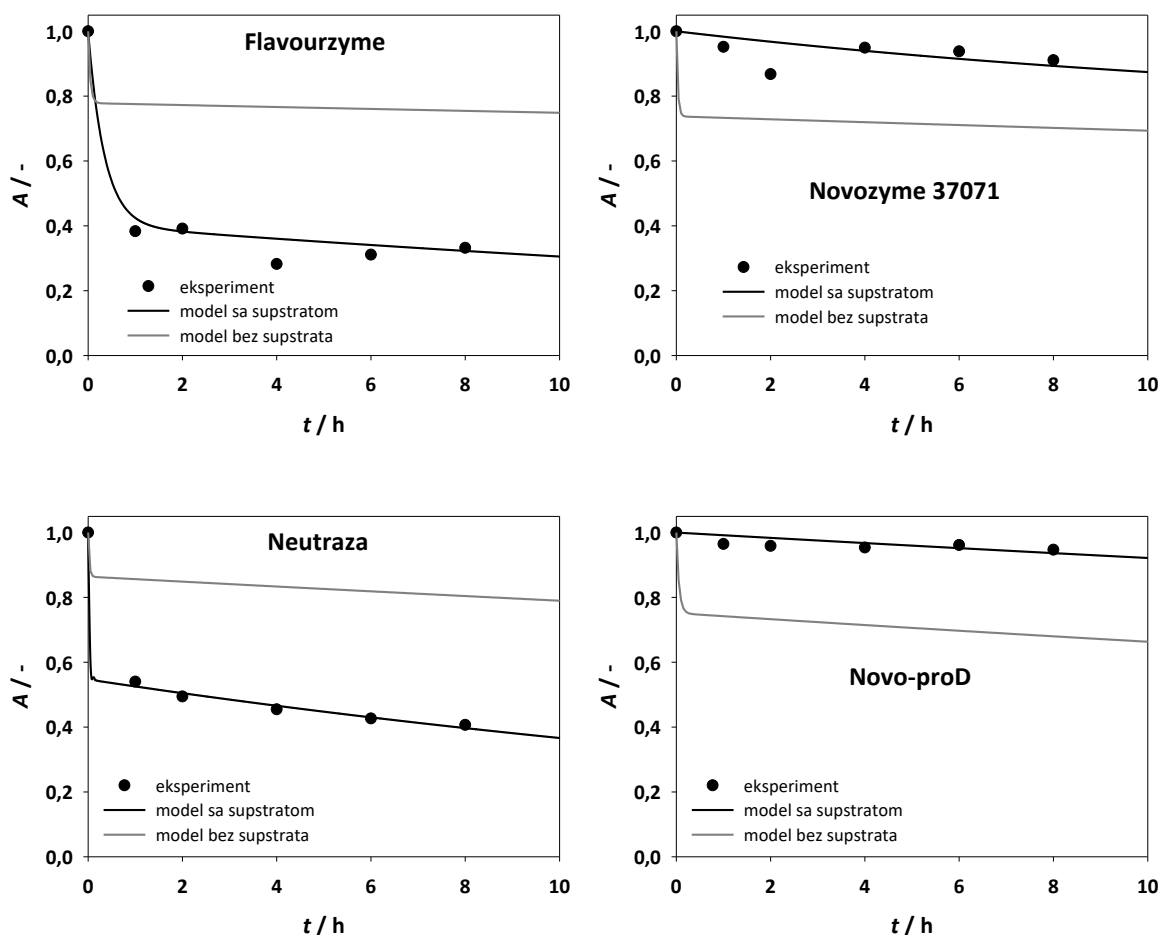 Flavourzyme
A / -
1,0
0,8
0,6
0,4
0,2
0,0
eksperiment
model sa supstratom
model bez supstrata
0 2 4 6 8 10
t / h
Novozyme 37071
A / -
1,0
0,8
0,6
0,4
0,2
0,0
eksperiment
model sa supstratom
model bez supstrata
0 2 4 6 8 10
t / h
Neutraza
A / -
1,0
0,8
0,6
0,4
0,2
0,0
eksperiment
model sa supstratom
model bez supstrata
0 2 4 6 8 10
t / h
Novo-proD
A / -
1,0
0,8
0,6
0,4
0,2
0,0
eksperiment
model sa supstratom
model bez supstrata
0 2 4 6 8 10
t / h